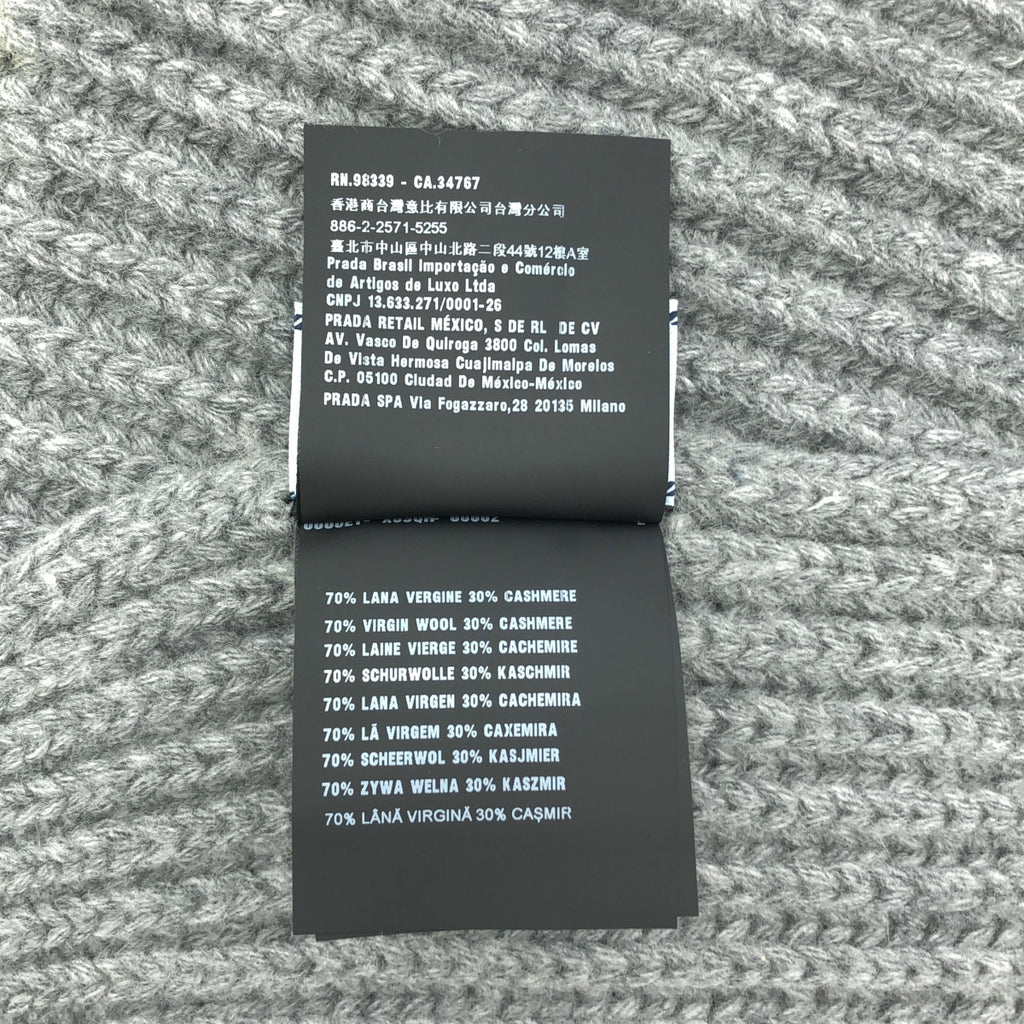 RN.98339 - CA.34767
香港商台灣意比有限公司台灣分公司
886-2-2571-5255
臺北市中山區中山北路二段44號12樓A室
Prada Brasil Importação e Comércio
de Artigos de Luxo Ltda
CNPJ 13.633.271/0001-26
PRADA RETAIL MÉXICO, S DE RL DE CV
AV. Vasco De Quiroga 3800 Col. Lomas
De Vista Hermosa Cuajimalpa De Morelos
C.P. 05100 Ciudad De México-México
PRADA SPA Via Fogazzaro,28 20135 Milano
70% LANA VERGINE 30% CASHMERE
70% VIRGIN WOOL 30% CASHMERE
70% LAINE VIERGE 30% CACHEMIRE
70% SCHURWOLLE 30% KASCHMIR
70% LANA VIRGEN 30% CACHEMIRA
70% LÃ VIRGEM 30% CAXEMIRA
70% SCHEERWOL 30% KASJMIER
70% ZYWA WELNA 30% KASZMIR
70% LÂNĂ VIRGINĂ 30% CAȘMIR